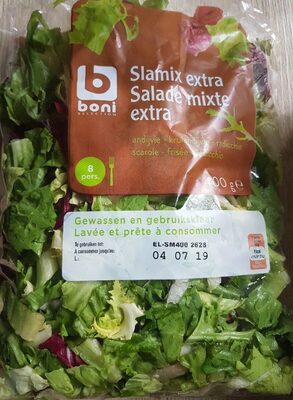 boni
SELECTION
Slamix extra
Salade mixte
extra
andijvie
scarole - frisée
8
pers.
Gewassen en gebruiksklaar
Lavée et prête à consommer
Te gebruiken tot:
A consommer jusqu'au:
L:
EL-SM400 2628
04 07 19